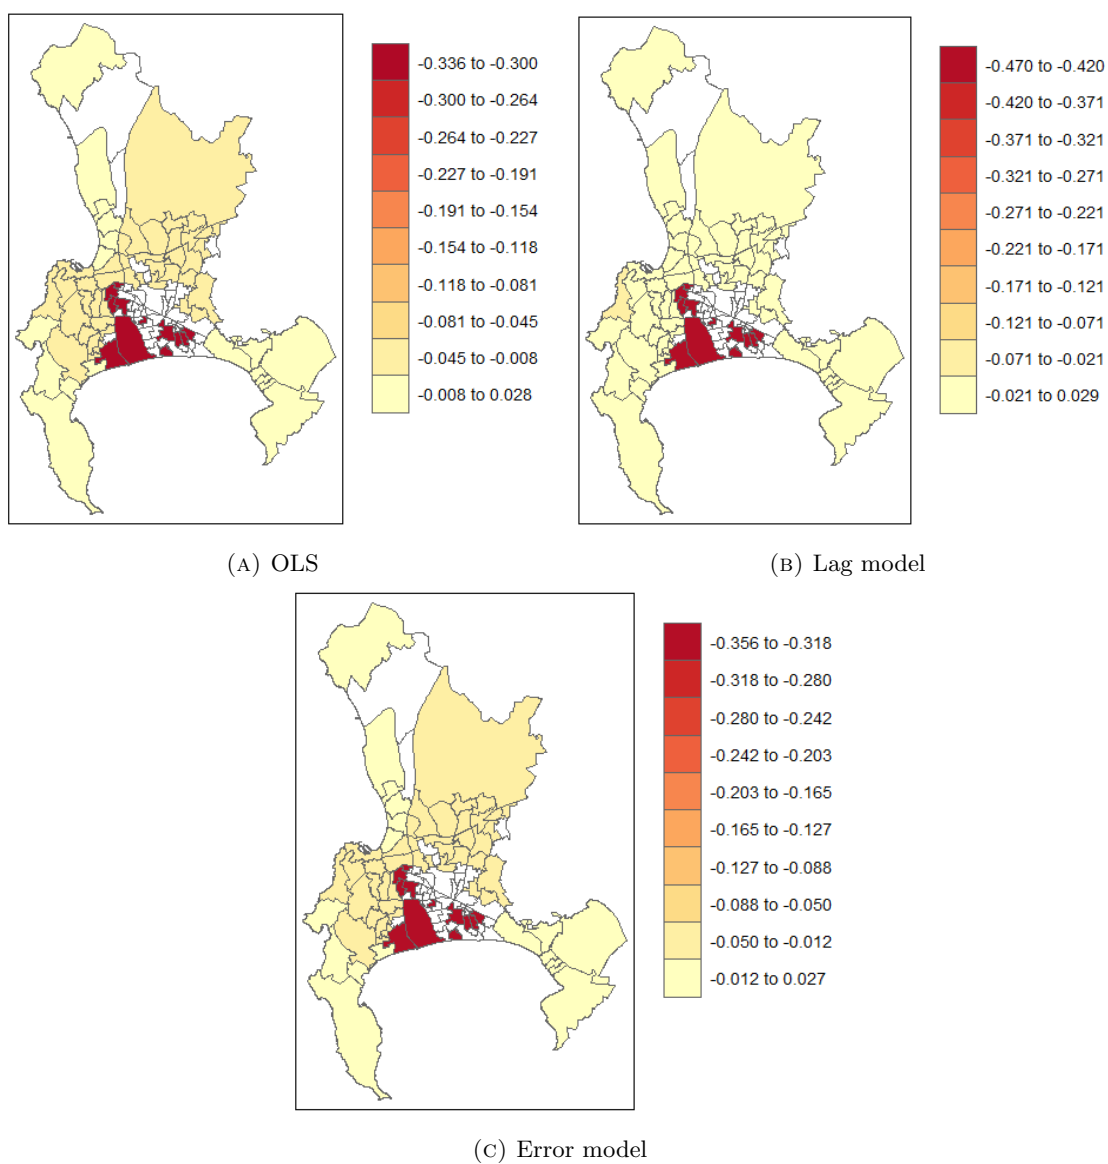 -0.336 to -0.300
-0.300 to -0.264
-0.264 to -0.227
-0.227 to -0.191
-0.191 to -0.154
-0.154 to -0.118
-0.118 to -0.081
-0.081 to -0.045
-0.045 to -0.008
-0.008 to 0.028
(A) OLS
-0.470 to -0.420
-0.420 to -0.371
-0.371 to -0.321
-0.321 to -0.271
-0.271 to -0.221
-0.221 to -0.171
-0.171 to -0.121
-0.121 to -0.071
-0.071 to -0.021
-0.021 to 0.029
(B) Lag model
-0.356 to -0.318
-0.318 to -0.280
-0.280 to -0.242
-0.242 to -0.203
-0.203 to -0.165
-0.165 to -0.127
-0.127 to -0.088
-0.088 to -0.050
-0.050 to -0.012
-0.012 to 0.027
(C) Error model